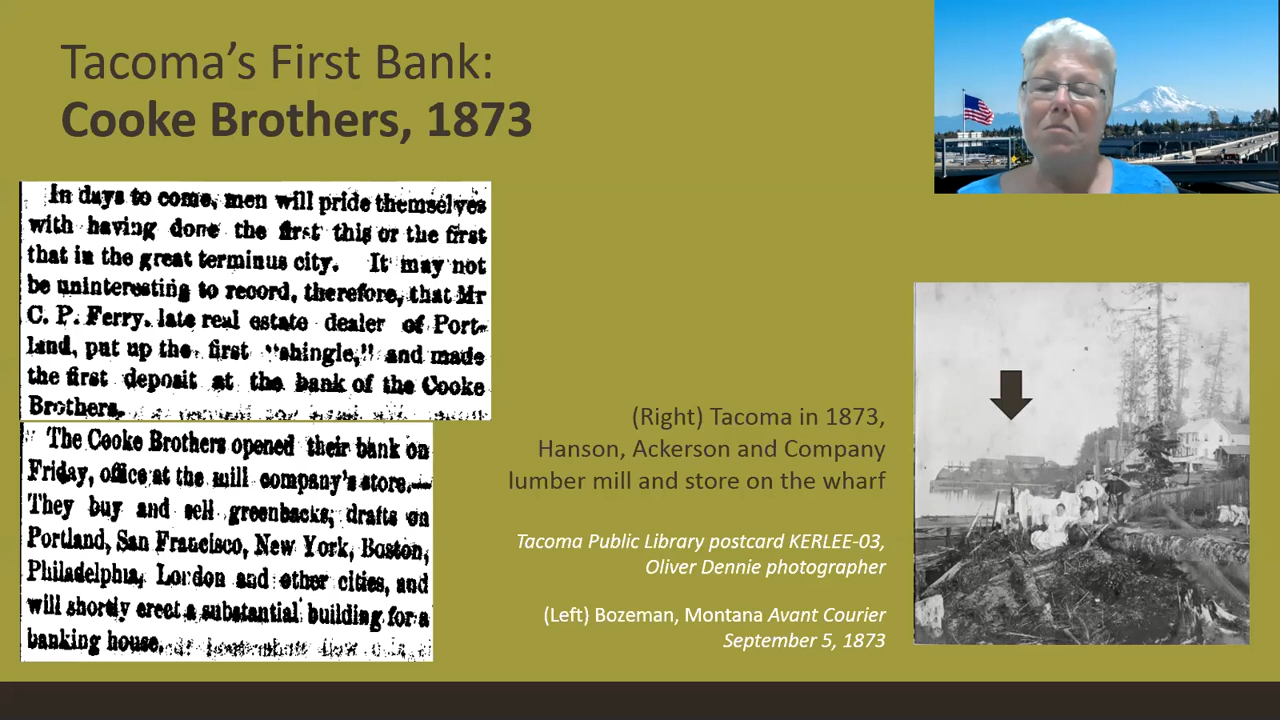 Tacoma's First Bank:
Cooke Brothers, 1873
In days to come, men will pride themselves
with having done the first this or the first
that in the great terminus city. It may not
be uninteresting to record, therefore, that Mr
C. P. Ferry, late real estate dealer of Port-
land, put up the first "shingle," and made
the first deposit at the bank of the Cooke
Brothers.
The Cooke Brothers opened their bank on
Friday, office at the mill company's store.—
They buy and sell greenbacks, drafts on
Portland, San Francisco, New York, Boston,
Philadelphia, London and other cities, and
will shortly erect a substantial building for a
banking house.
(Right) Tacoma in 1873,
Hanson, Ackerson and Company
lumber mill and store on the wharf
Tacoma Public Library postcard KERLEE-03,
Oliver Dennie photographer
(Left) Bozeman, Montana Avant Courier
September 5, 1873